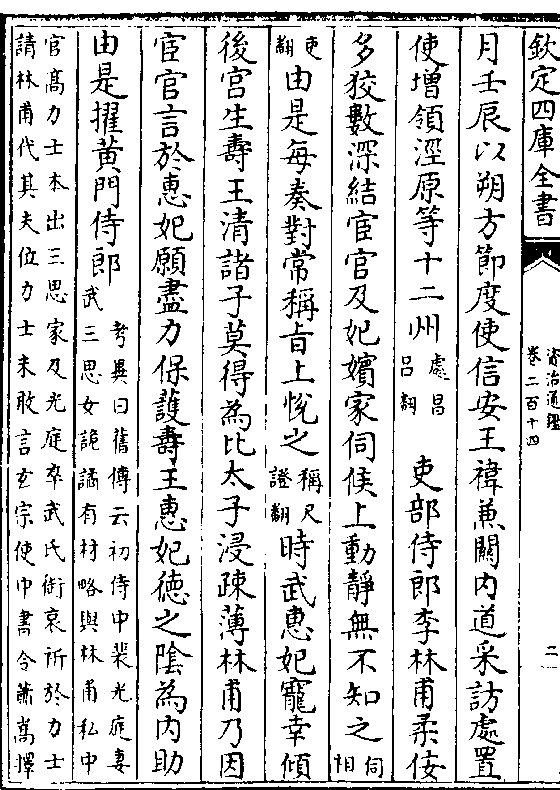 欽定四庫全書
資治通鑑
卷二百十四
二
月壬辰以朔方節度使信安王禕兼關內道采訪處置
使增領涇原等十二州處昌呂翻 吏部侍郎李林甫柔佞
多狡數深結宦官及妃嬪家伺候上動靜無不知之伺相
吏翻由是每奏對常稱旨上悅之稱尺證翻時武惠妃寵幸傾
後宮生壽王清諸子莫得為比太子浸疎薄林甫乃因
宦官言於惠妃願盡力保護壽王惠妃德之陰為內助
由是擢黃門侍郎考異曰舊傳云初侍中裴光庭妻武三思女詭譎有材略與林甫私中
官高力士本出三思家及光庭卒武氏銜哀祈於力士
請林甫代其夫位力士未敢言玄宗使中書令蕭嵩擇